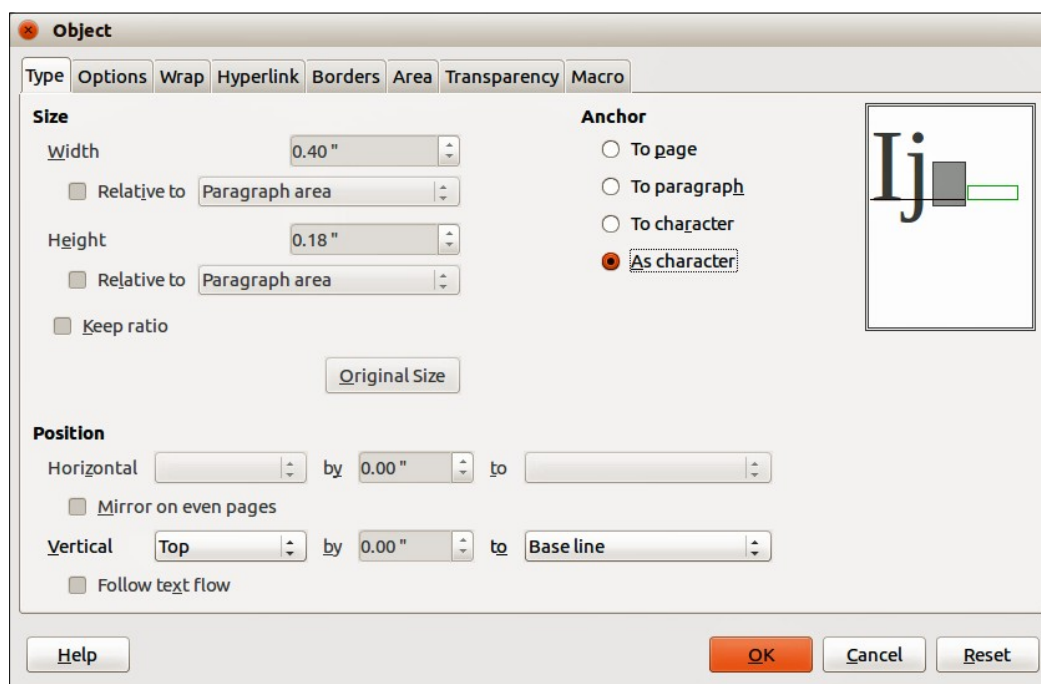 Object
Type Options Wrap Hyperlink Borders Area Transparency Macro
Size
Width 0.40 "
Relative to Paragraph area
Height 0.18 "
Relative to Paragraph area
Keep ratio
Original Size
Anchor
To page
To paragraph
To character
As character
Ij
Position
Horizontal by 0.00 " to
Mirror on even pages
Vertical Top by 0.00 " to Base line
Follow text flow
Help OK Cancel Reset